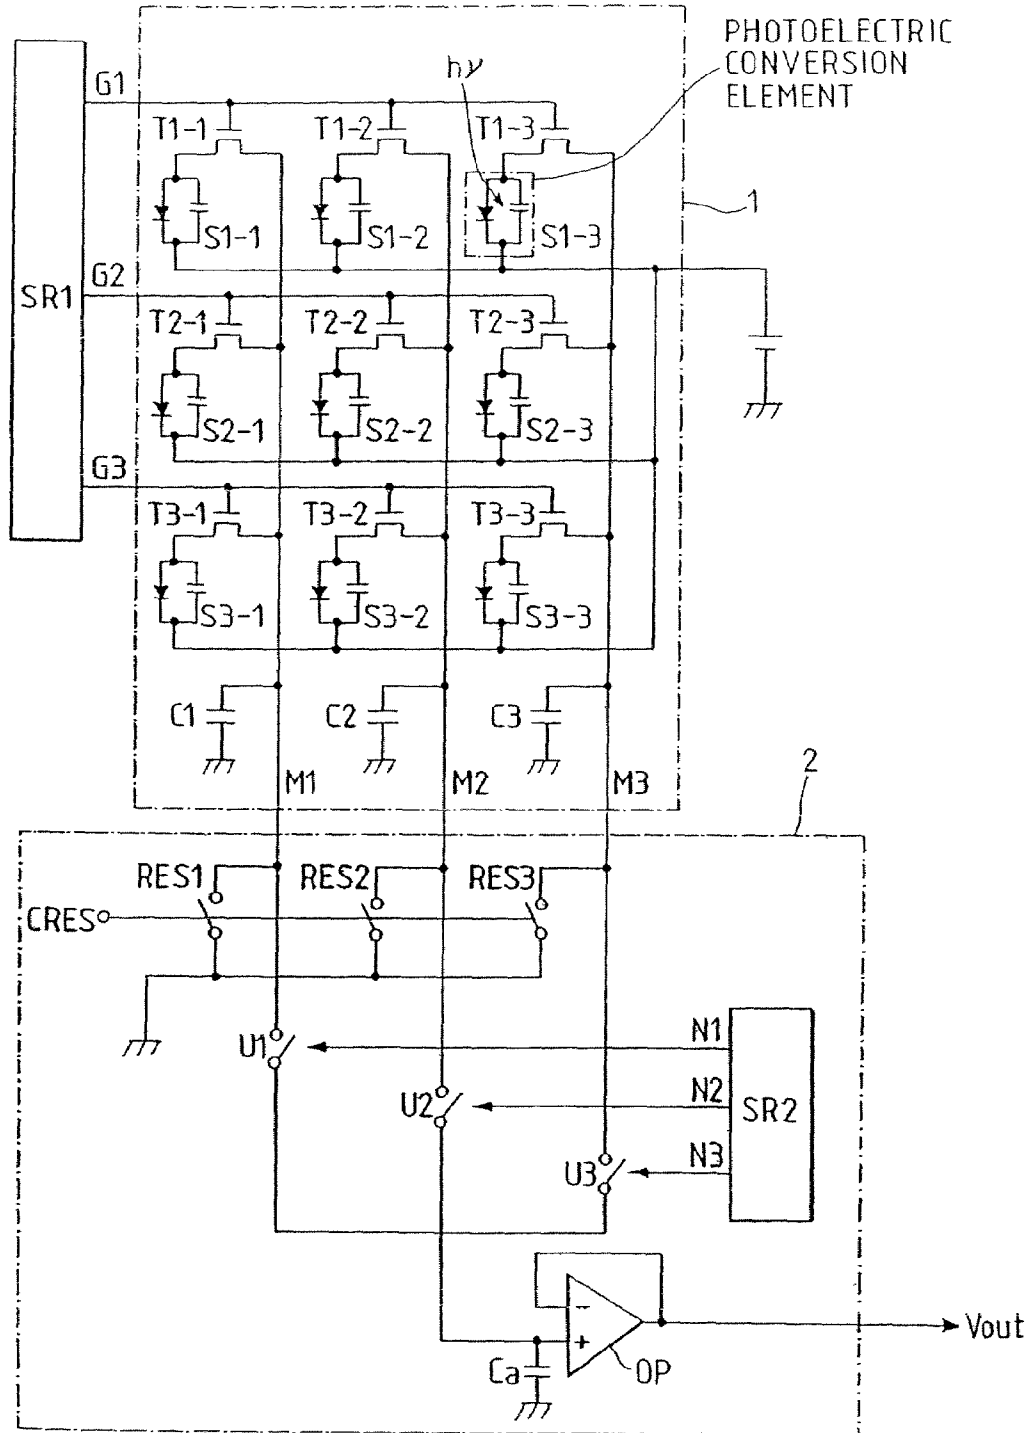 PHOTOELECTRIC
CONVERSION
ELEMENT
hν
G1
T1-1
T1-2
T1-3
1
S1-1
S1-2
S1-3
SR1
G2
T2-1
T2-2
T2-3
S2-1
S2-2
S2-3
G3
T3-1
T3-2
T3-3
S3-1
S3-2
S3-3
C1
C2
C3
M1
M2
M3
2
RES1
RES2
RES3
CRES
U1
N1
U2
N2
SR2
U3
N3
-
+
Vout
Ca
OP